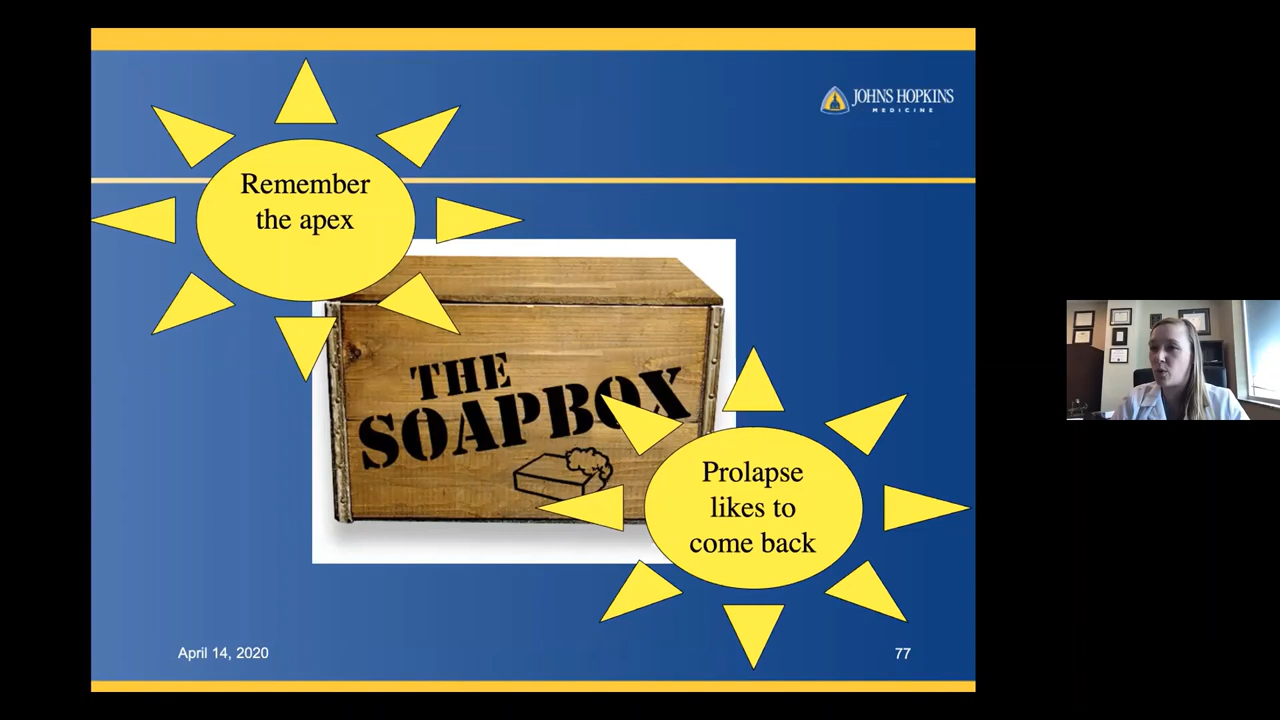 JOHNS HOPKINS
MEDICINE
Remember
the apex
THE
SOAPBOX
Prolapse
likes to
come back
April 14, 2020
77